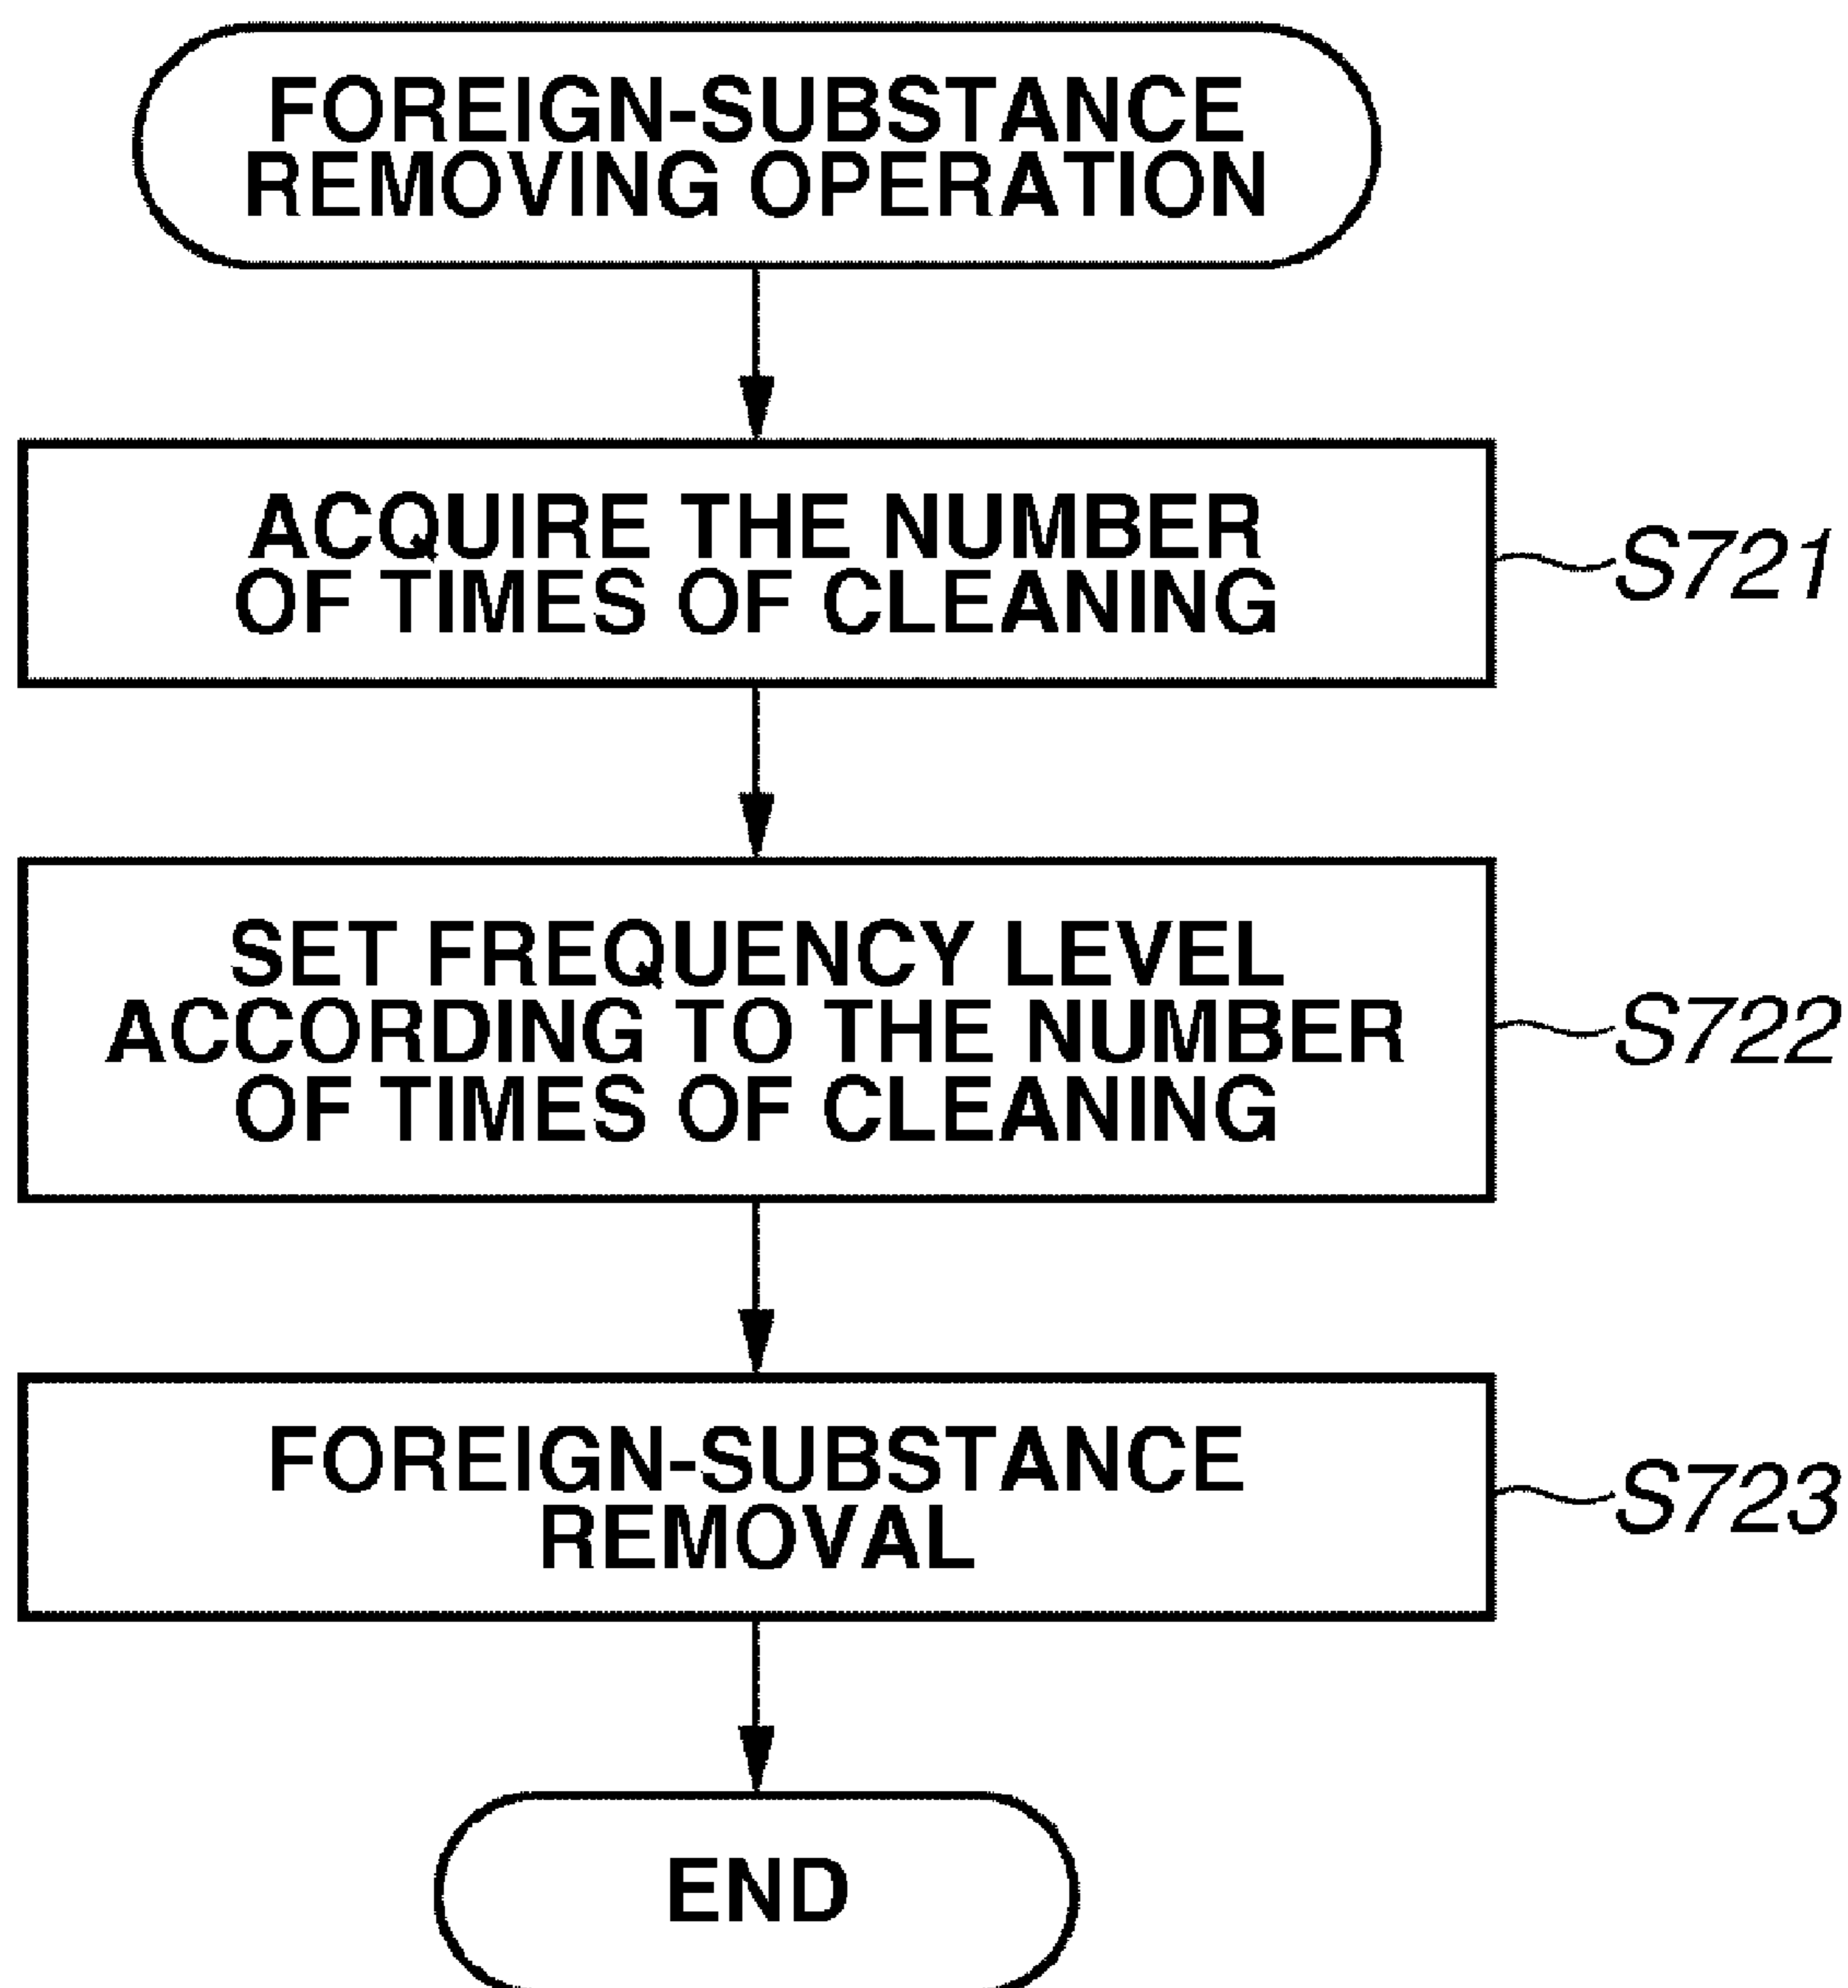 FOREIGN-SUBSTANCE
REMOVING OPERATION
ACQUIRE THE NUMBER
OF TIMES OF CLEANING
S721
SET FREQUENCY LEVEL
ACCORDING TO THE NUMBER
OF TIMES OF CLEANING
S722
FOREIGN-SUBSTANCE
REMOVAL
S723
END